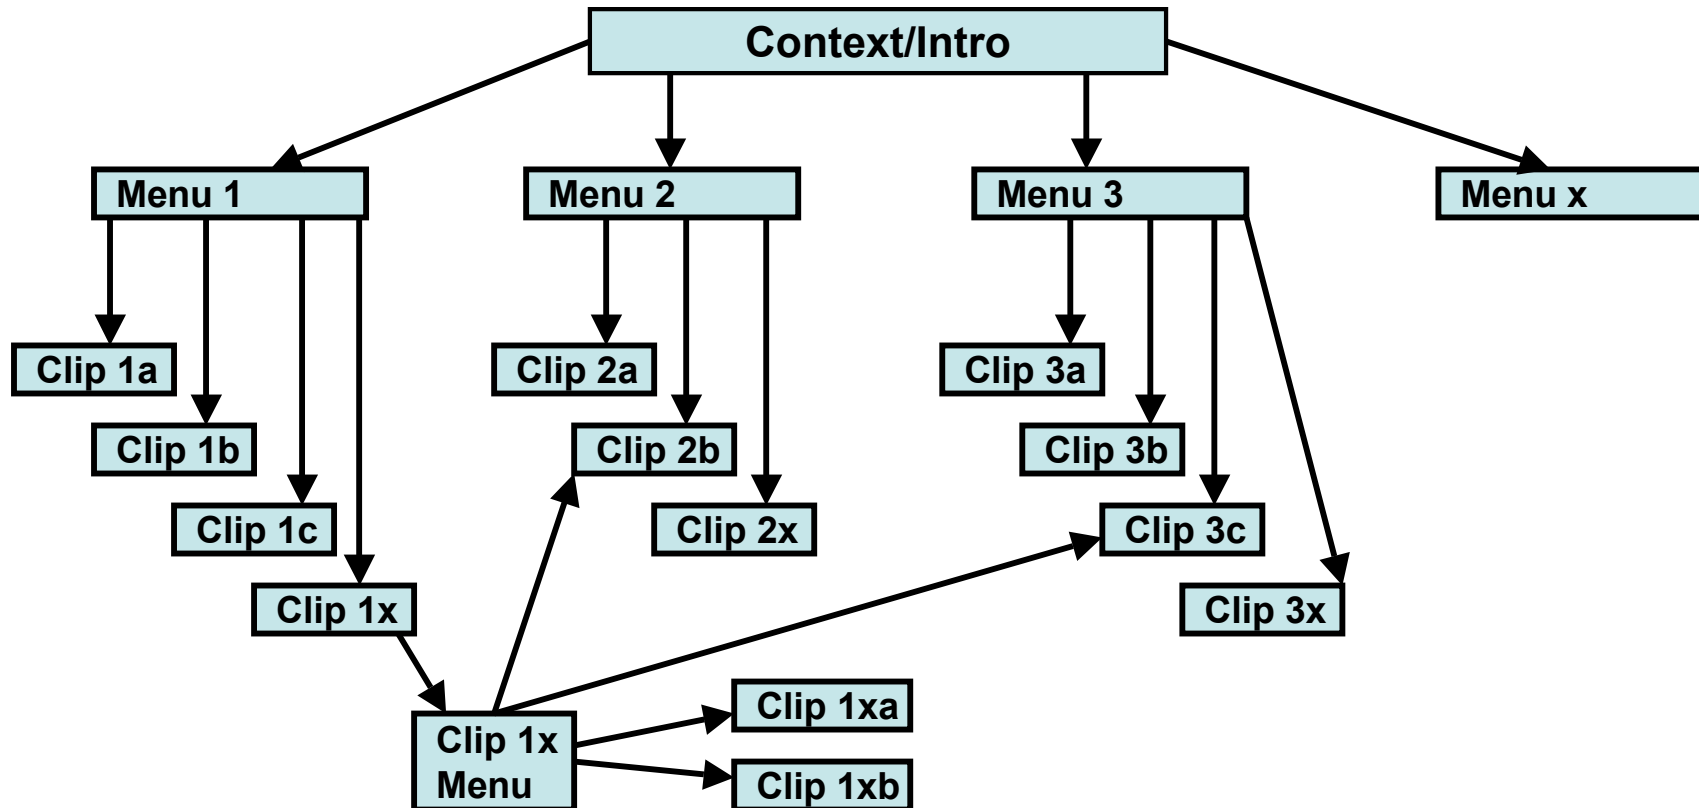 Context/Intro
Menu 1
Menu 2
Menu 3
Menu x
Clip 1a
Clip 2a
Clip 3a
Clip 1b
Clip 2b
Clip 3b
Clip 1c
Clip 2x
Clip 3c
Clip 1x
Clip 3x
Clip 1xa
Clip 1x
Menu
Clip 1xb